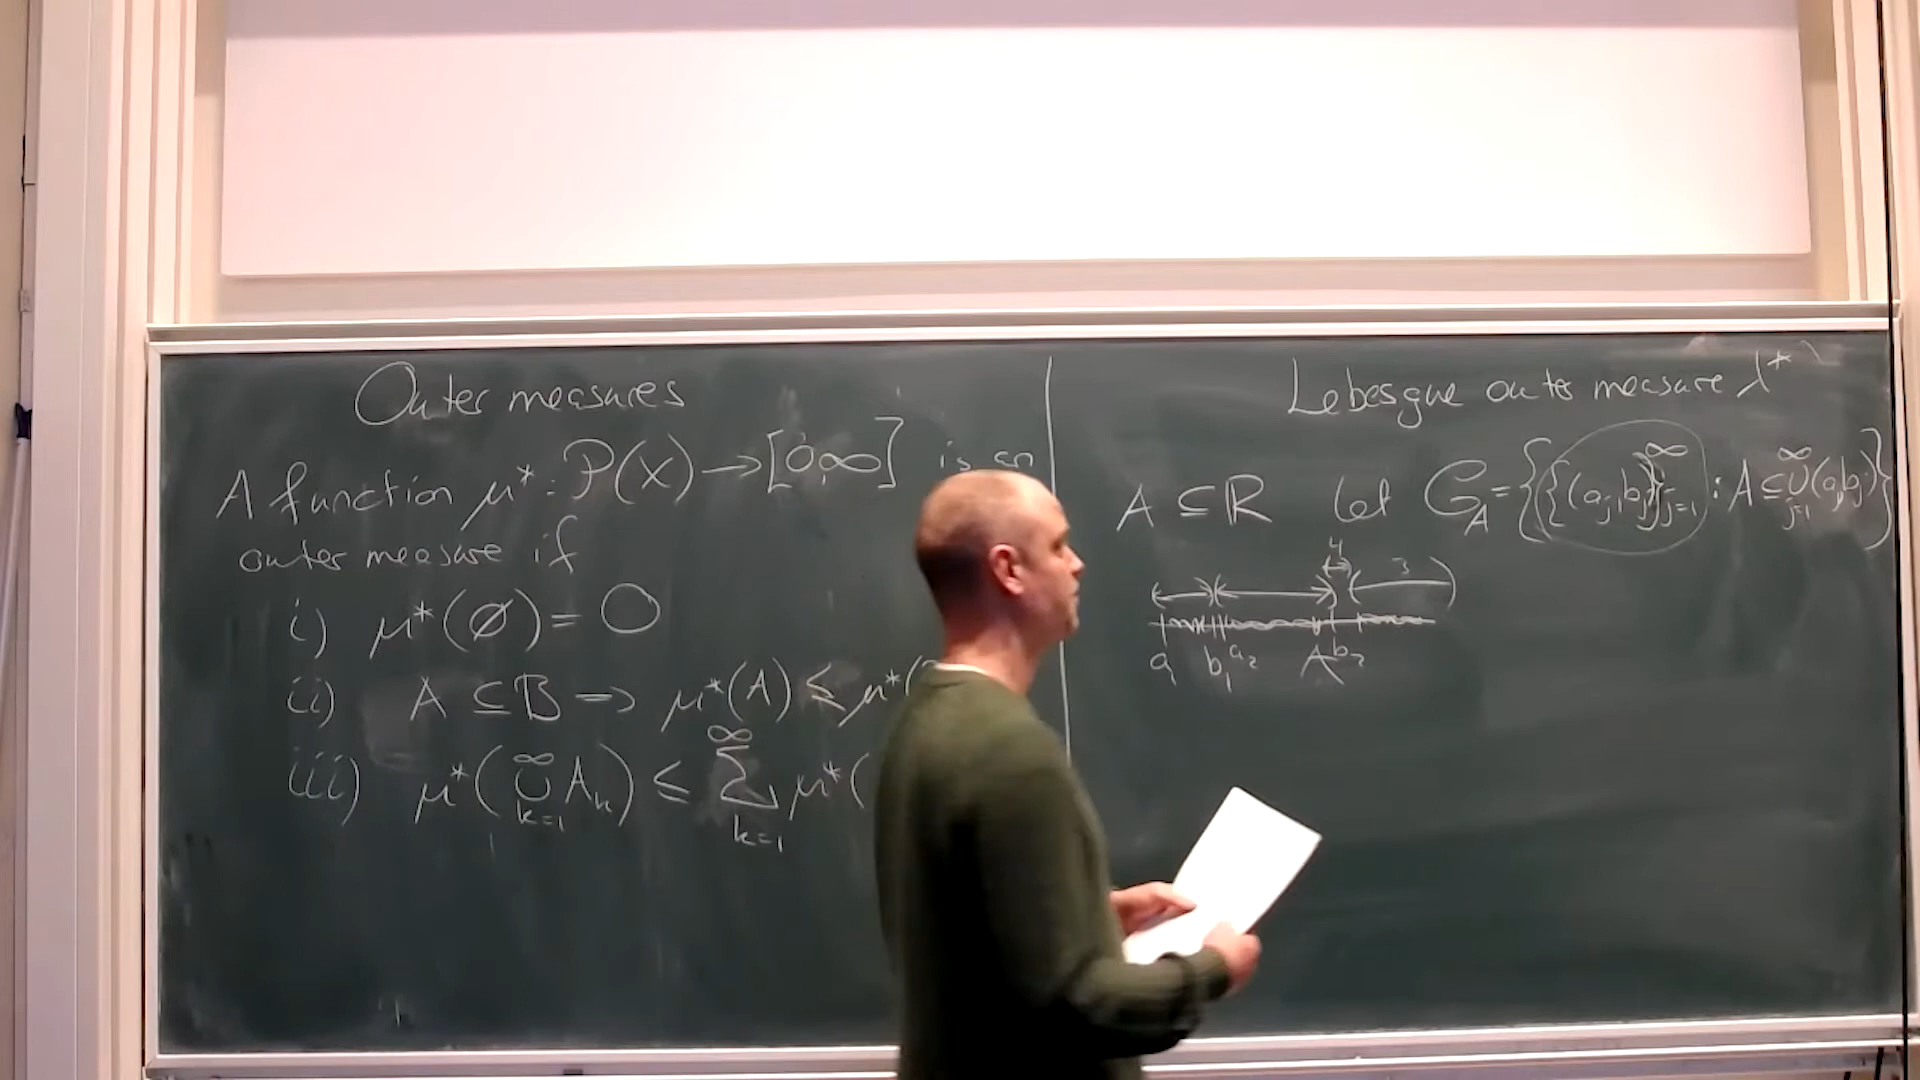 Outer measures
A function μ*: P(X) → [0,∞] is an
outer measure if
i) μ*(∅) = 0
ii) A ⊆ B ⇒ μ*(A) ≤ μ*(
iii) μ*(∞∪k=1 A_k) ≤ ∞∑k=1 μ*(
Lebesgue outer measure λ*
A ⊆ R let C_A = {{(a_j, b_j)}_{j=1}^∞ : A ⊆ ∪_{j=1}^∞ (a_j, b_j)}
4 3
a_1 b_1 a_2 A b_2